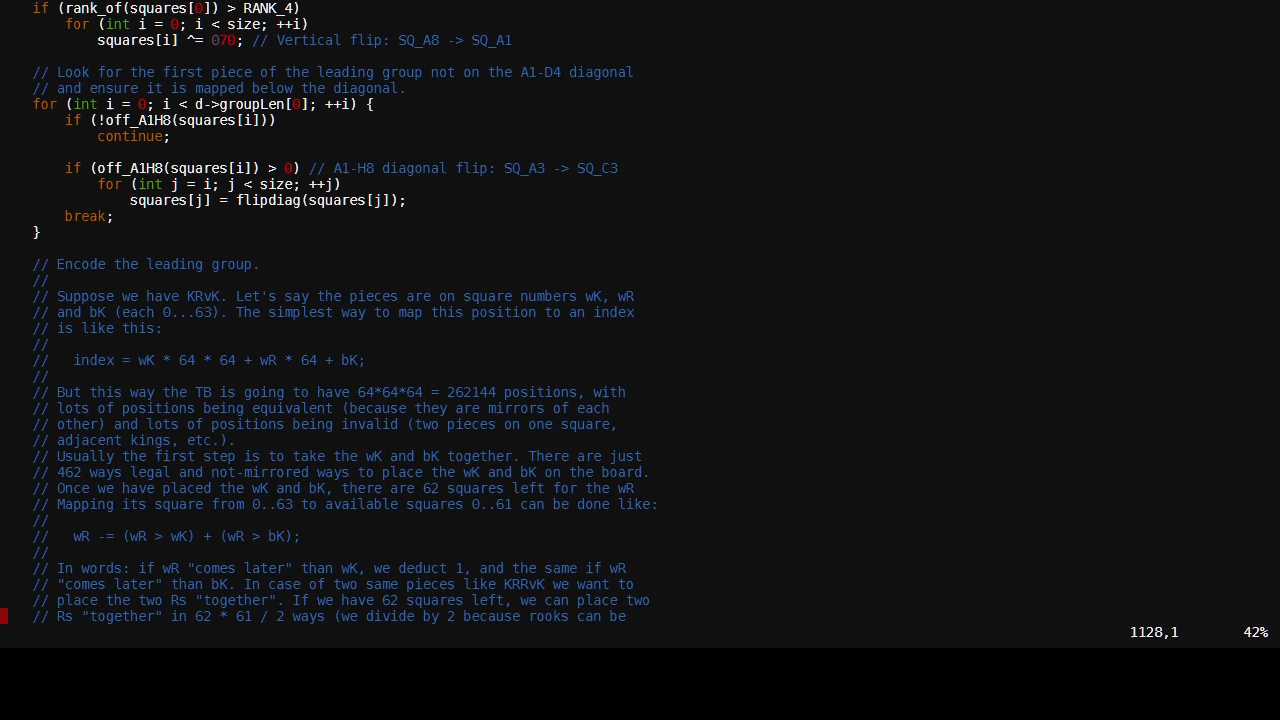 if (rank_of(squares[0]) > RANK_4)
for (int i = 0; i < size; ++i)
squares[i] ^= 070; // Vertical flip: SQ_A8 -> SQ_A1
// Look for the first piece of the leading group not on the A1-D4 diagonal
// and ensure it is mapped below the diagonal.
for (int i = 0; i < d->groupLen[0]; ++i) {
if (!off_A1H8(squares[i]))
continue;
if (off_A1H8(squares[i]) > 0) // A1-H8 diagonal flip: SQ_A3 -> SQ_C3
for (int j = i; j < size; ++j)
squares[j] = flipdiag(squares[j]);
break;
}
// Encode the leading group.
//
// Suppose we have KRvK. Let's say the pieces are on square numbers wK, wR
// and bK (each 0...63). The simplest way to map this position to an index
// is like this:
//
//   index = wK * 64 * 64 + wR * 64 + bK;
//
// But this way the TB is going to have 64*64*64 = 262144 positions, with
// lots of positions being equivalent (because they are mirrors of each
// other) and lots of positions being invalid (two pieces on one square,
// adjacent kings, etc.).
// Usually the first step is to take the wK and bK together. There are just
// 462 ways legal and not-mirrored ways to place the wK and bK on the board.
// Once we have placed the wK and bK, there are 62 squares left for the wR
// Mapping its square from 0..63 to available squares 0..61 can be done like:
//
//   wR -= (wR > wK) + (wR > bK);
//
// In words: if wR "comes later" than wK, we deduct 1, and the same if wR
// "comes later" than bK. In case of two same pieces like KRRvK we want to
// place the two Rs "together". If we have 62 squares left, we can place two
// Rs "together" in 62 * 61 / 2 ways (we divide by 2 because rooks can be
1128,1 42%